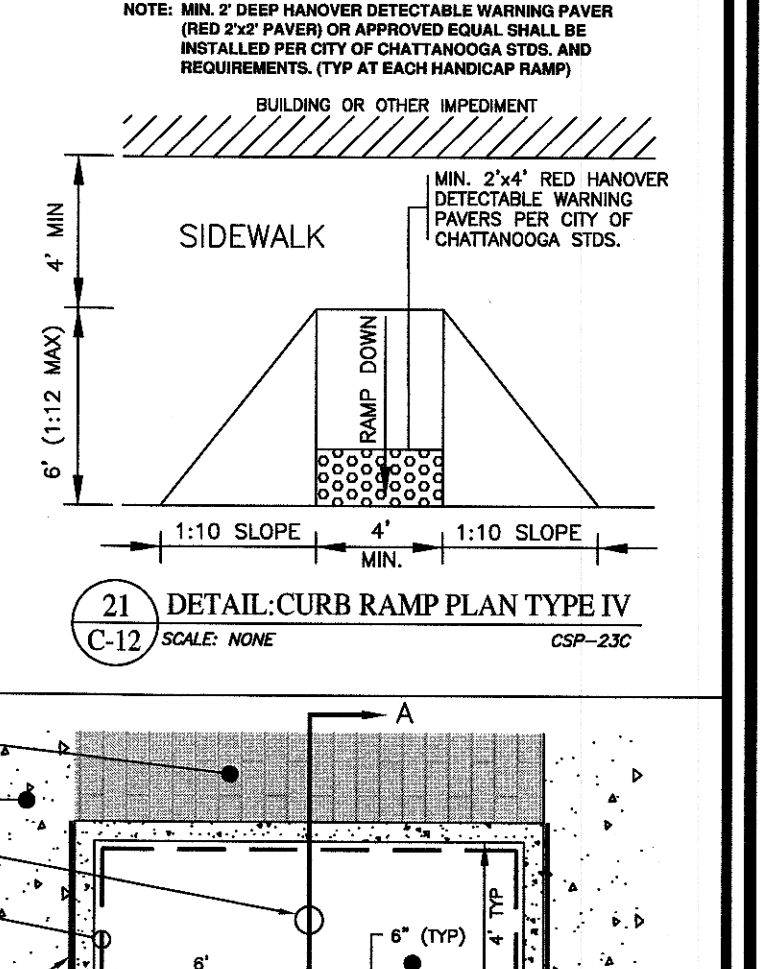 NOTE: MIN. 2' DEEP HANOVER DETECTABLE WARNING PAVER
(RED 2'x2' PAVER) OR APPROVED EQUAL SHALL BE
INSTALLED PER CITY OF CHATTANOOGA STDS. AND
REQUIREMENTS. (TYP AT EACH HANDICAP RAMP)
BUILDING OR OTHER IMPEDIMENT
MIN. 2'x4' RED HANOVER
DETECTABLE WARNING
PAVERS PER CITY OF
CHATTANOOGA STDS.
4' MIN
SIDEWALK
6' (1:12 MAX)
RAMP DOWN
1:10 SLOPE
4'
MIN.
1:10 SLOPE
21
C-12
DETAIL:CURB RAMP PLAN TYPE IV
SCALE: NONE
CSP-23C
A
4' TYP
6" (TYP)
6'